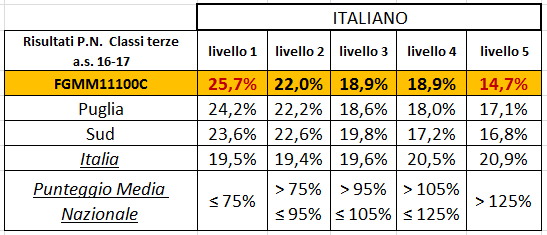 ITALIANO
Risultati P.N. Classi terze
a.s. 16-17
livello 1 livello 2 livello 3 livello 4 livello 5
FGMM11100C 25,7% 22,0% 18,9% 18,9% 14,7%
Puglia 24,2% 22,2% 18,6% 18,0% 17,1%
Sud 23,6% 22,6% 19,8% 17,2% 16,8%
Italia 19,5% 19,4% 19,6% 20,5% 20,9%
Punteggio Media
Nazionale
≤ 75% > 75% > 95% > 105% > 125%
≤ 95% ≤ 105% ≤ 125%